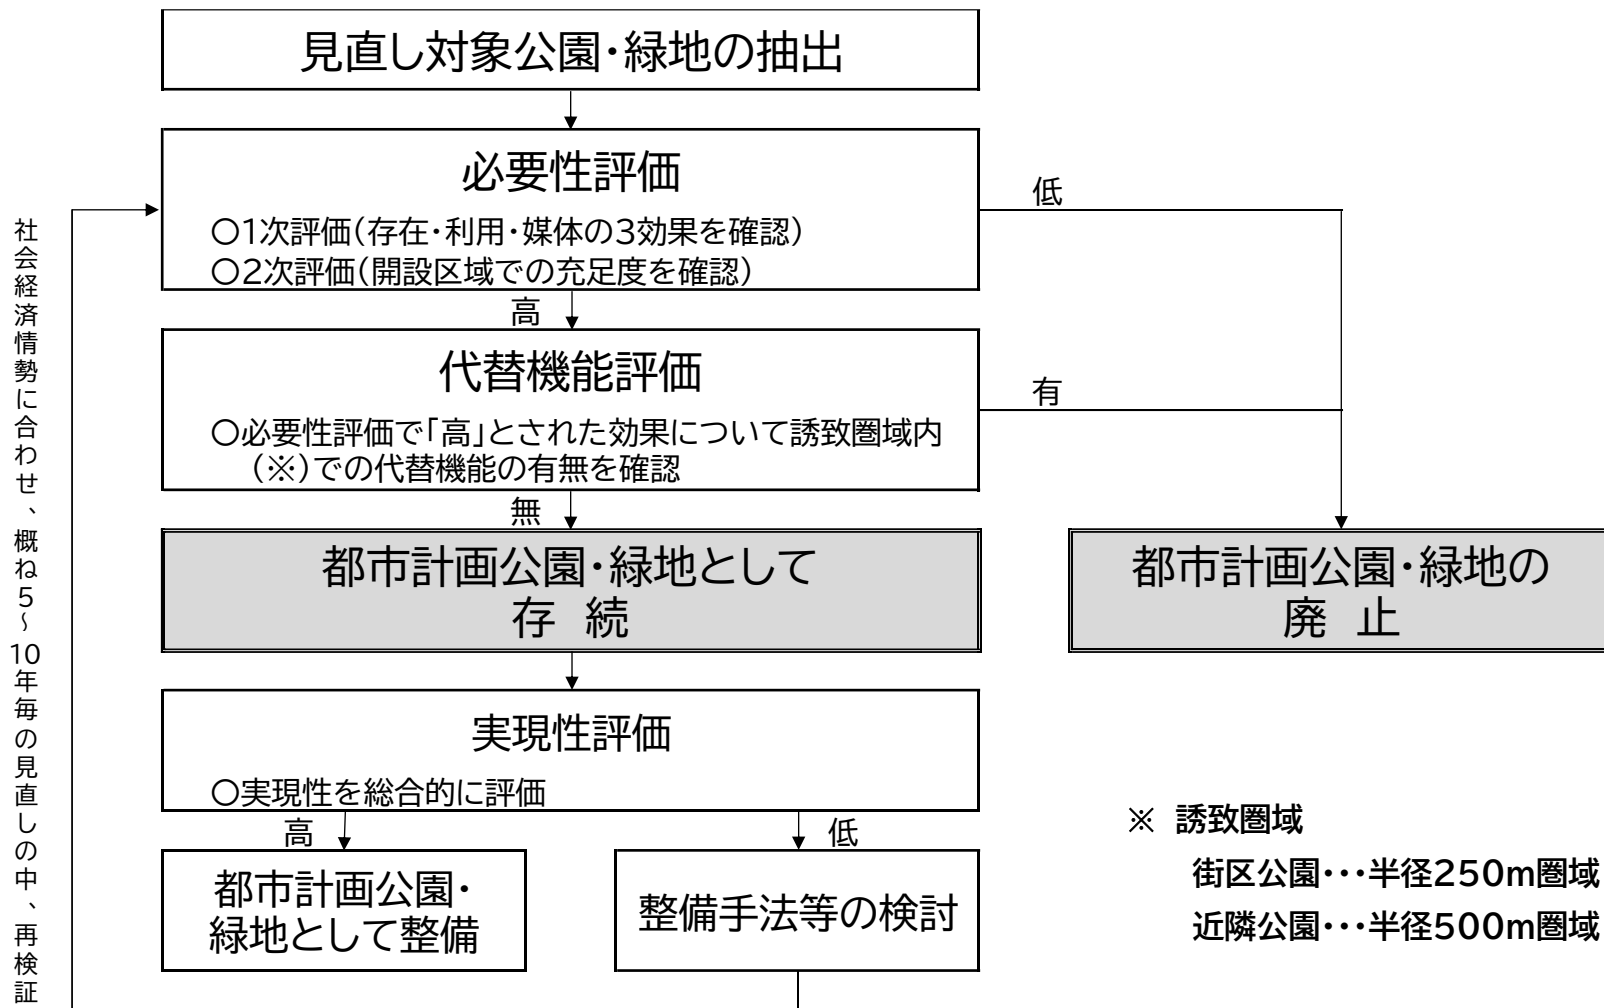 見直し対象公園・緑地の抽出
必要性評価
○1次評価(存在・利用・媒体の3効果を確認)
○2次評価(開設区域での充足度を確認)
低
高
代替機能評価
○必要性評価で「高」とされた効果について誘致圏域内
(※)での代替機能の有無を確認
有
無
都市計画公園・緑地として
存 続
都市計画公園・緑地の
廃 止
実現性評価
○実現性を総合的に評価
高
低
都市計画公園・
緑地として整備
整備手法等の検討
※ 誘致圏域
街区公園・・・半径250m圏域
近隣公園・・・半径500m圏域
社会経済情勢に合わせ、概ね5~10年毎の見直しの中、再検証